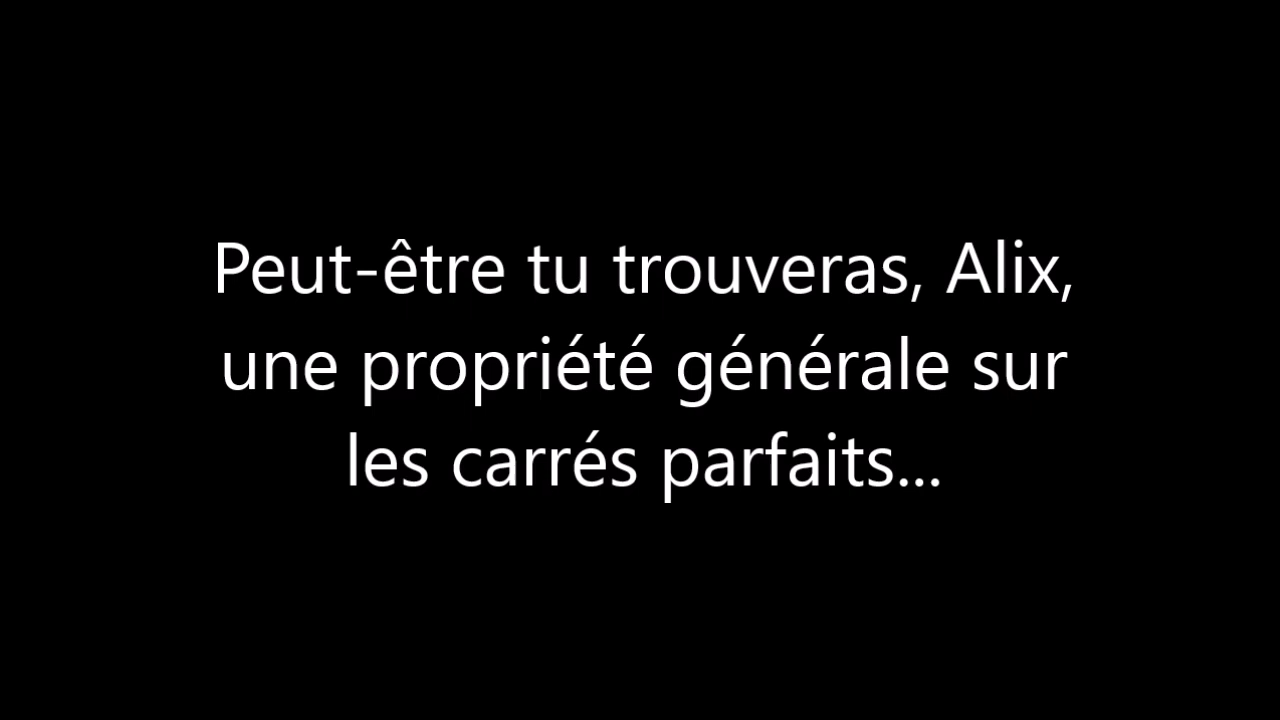 Peut-être tu trouveras, Alix,
une propriété générale sur
les carrés parfaits...